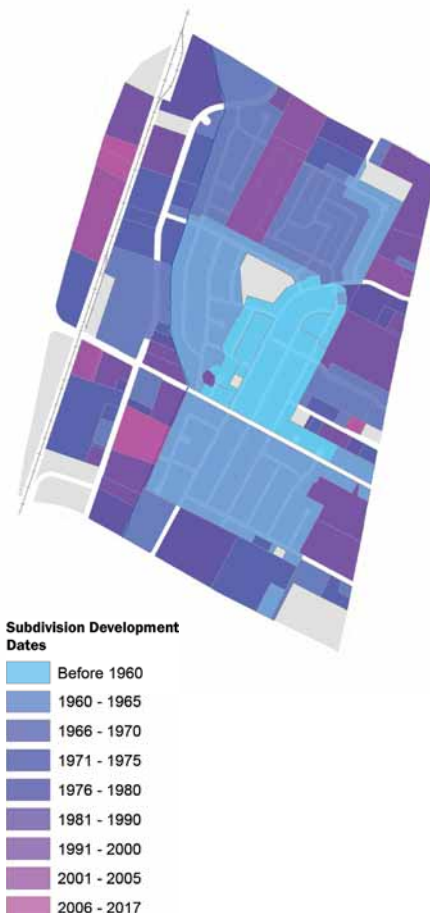 Subdivision Development
Dates
Before 1960
1960 - 1965
1966 - 1970
1971 - 1975
1976 - 1980
1981 - 1990
1991 - 2000
2001 - 2005
2006 - 2017